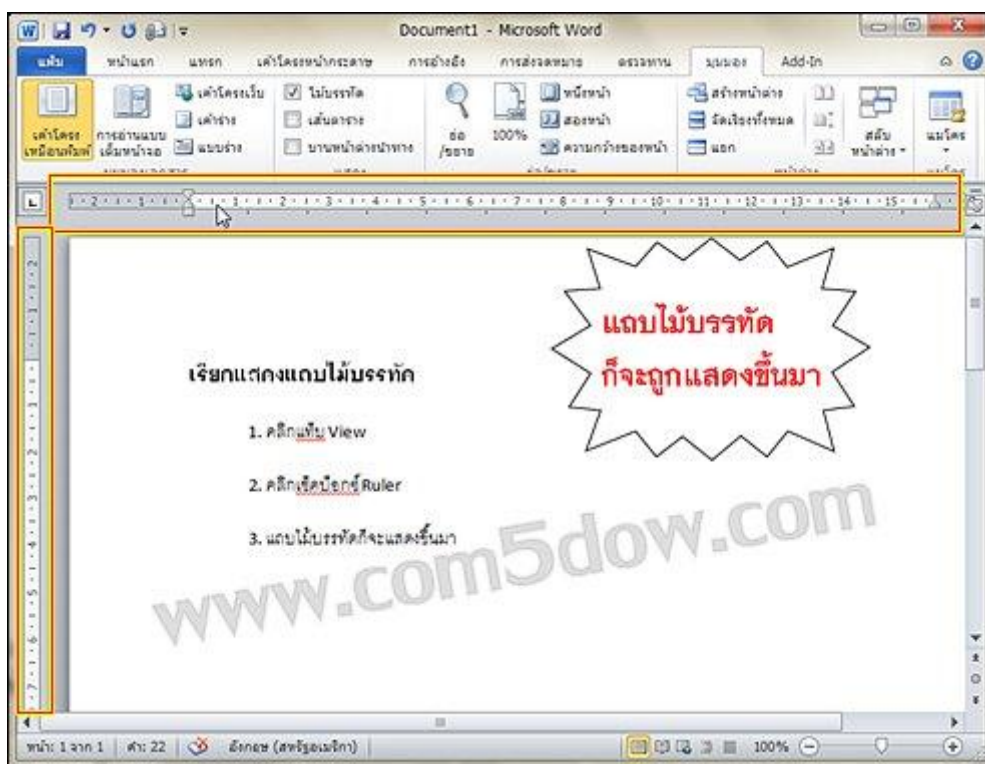 Document1 - Microsoft Word
แฟ้ม หน้าแรก แทรก เค้าโครงหน้ากระดาษ การอ้างอิง การส่งจดหมาย ตรวจทาน มุมมอง Add-In
เค้าโครงเหมือนพิมพ์
การอ่านแบบเต็มหน้าจอ
เค้าโครงเว็บ
เค้าร่าง
แบบร่าง
ไม้บรรทัด
เส้นตาราง
บานหน้าต่างนำทาง
ย่อ/ขยาย
100%
หนึ่งหน้า
สองหน้า
ความกว้างของหน้า
สร้างหน้าต่าง
จัดเรียงทั้งหมด
แยก
สลับหน้าต่าง
แมโคร
2 1 1 2 3 4 5 6 7 8 9 10 11 12 13 14 15
แถบไม้บรรทัด
ก็จะถูกแสดงขึ้นมา
เรียกแสดงแถบไม้บรรทัด
1. คลิกแท็บ View
2. คลิกเช็คบ็อกซ์ Ruler
3. แถบไม้บรรทัดก็จะแสดงขึ้นมา
www.com5dow.com
หน้า: 1 จาก 1 คำ: 22 อังกฤษ (สหรัฐอเมริกา) 100%